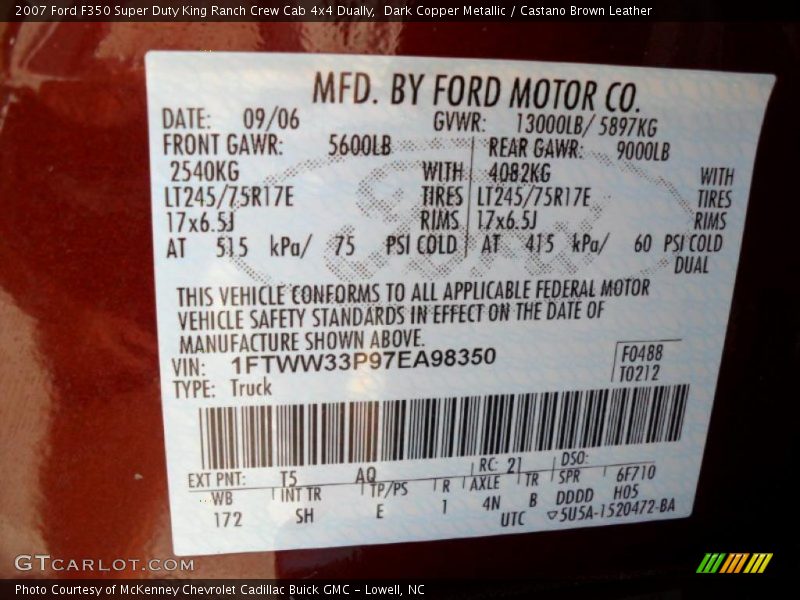 2007 Ford F350 Super Duty King Ranch Crew Cab 4x4 Dually, Dark Copper Metallic / Castano Brown Leather
MFD. BY FORD MOTOR CO.
DATE: 09/06 GVWR: 13000LB/ 5897KG
FRONT GAWR: 5600LB REAR GAWR: 9000LB
2540KG WITH 4082KG WITH
LT245/75R17E TIRES LT245/75R17E TIRES
17x6.5J RIMS 17x6.5J RIMS
AT 515 kPa/ 75 PSI COLD AT 415 kPa/ 60 PSI COLD
DUAL
THIS VEHICLE CONFORMS TO ALL APPLICABLE FEDERAL MOTOR
VEHICLE SAFETY STANDARDS IN EFFECT ON THE DATE OF
MANUFACTURE SHOWN ABOVE.
VIN: 1FTWW33P97EA98350 F0488
TYPE: Truck T0212
EXT PNT: T5 AQ RC: 21 DSO:
WB INT TR TP/PS R AXLE TR SPR 6F710
172 SH E 1 4N B DDDD H05
UTC ▽5U5A-1520472-BA
GTCARLOT.COM
Photo Courtesy of McKenney Chevrolet Cadillac Buick GMC - Lowell, NC